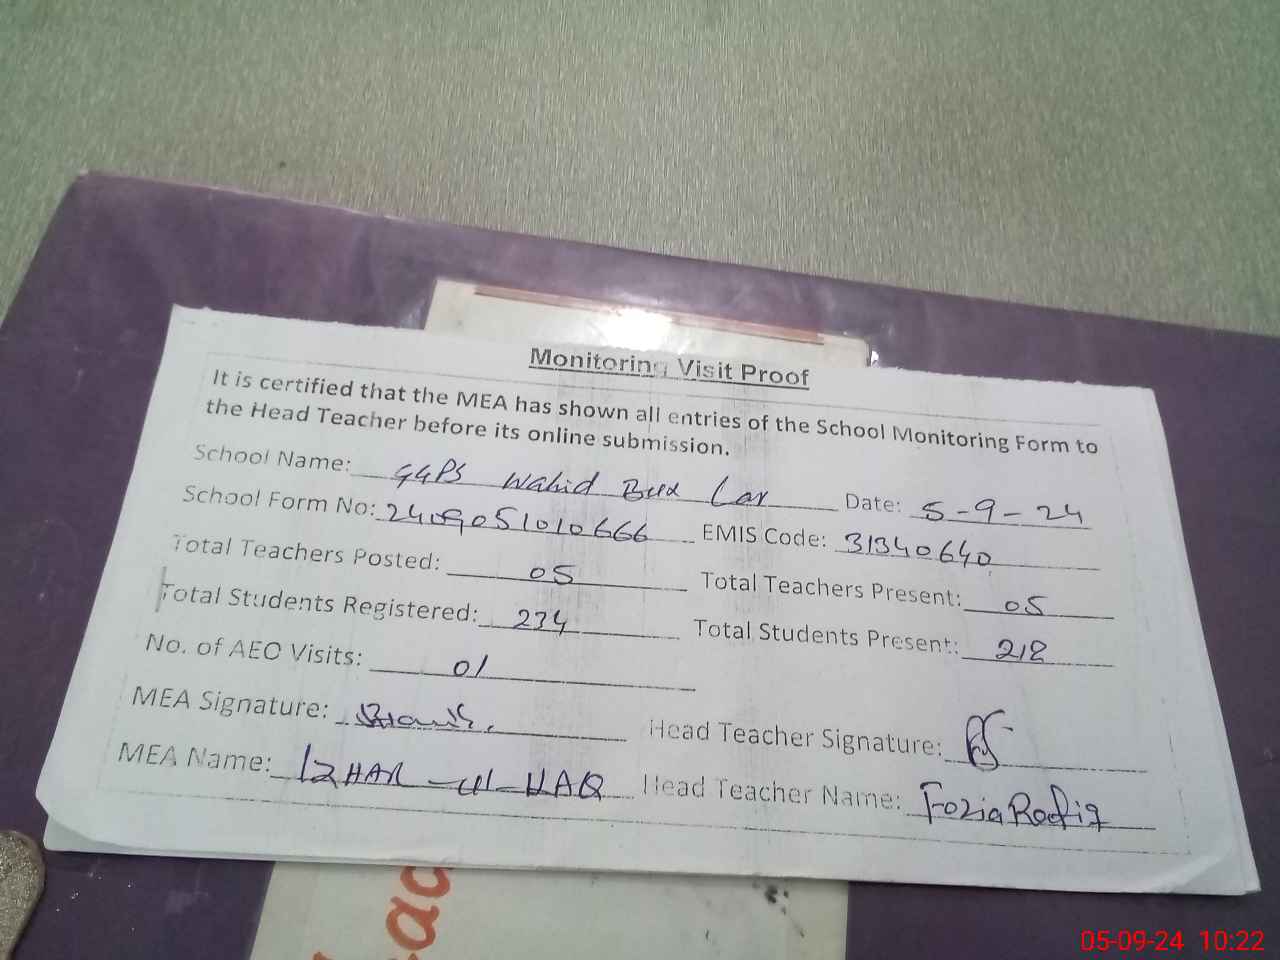 Monitoring Visit Proof
It is certified that the MEA has shown all entries of the School Monitoring Form to
the Head Teacher before its online submission.
School Name: GGPS Wahid Bux Lar Date: 5-9-24
School Form No: 2409051010666 EMIS Code: 31340640
Total Teachers Posted: 05 Total Teachers Present: 05
Total Students Registered: 234 Total Students Present: 212
No. of AEO Visits: 01
MEA Signature: Head Teacher Signature:
MEA Name: IZHAR-ul-HAQ Head Teacher Name: Fozia Rafiq
05-09-24 10:22